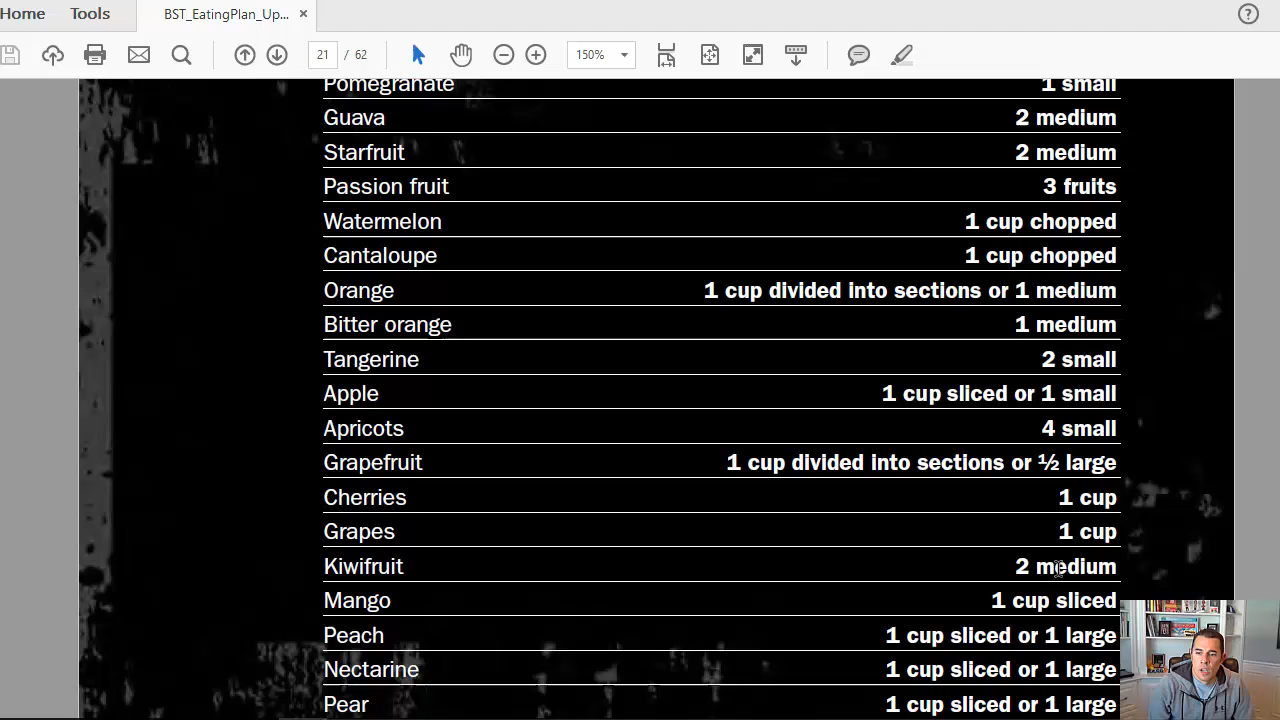 Home Tools BST_EatingPlan_Up... ×
21 / 62 150%
Pomegranate 1 small
Guava 2 medium
Starfruit 2 medium
Passion fruit 3 fruits
Watermelon 1 cup chopped
Cantaloupe 1 cup chopped
Orange 1 cup divided into sections or 1 medium
Bitter orange 1 medium
Tangerine 2 small
Apple 1 cup sliced or 1 small
Apricots 4 small
Grapefruit 1 cup divided into sections or ½ large
Cherries 1 cup
Grapes 1 cup
Kiwifruit 2 medium
Mango 1 cup sliced
Peach 1 cup sliced or 1 large
Nectarine 1 cup sliced or 1 large
Pear 1 cup sliced or 1 large